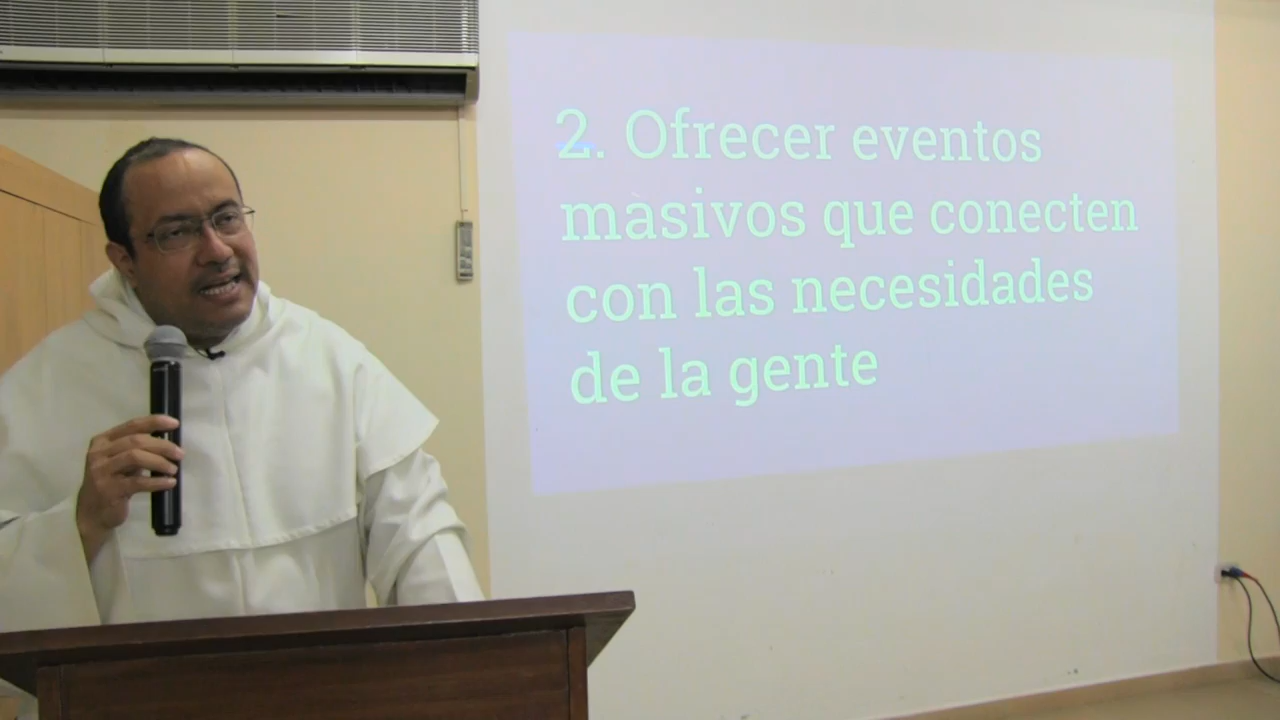 2. Ofrecer eventos
masivos que conecten
con las necesidades
de la gente